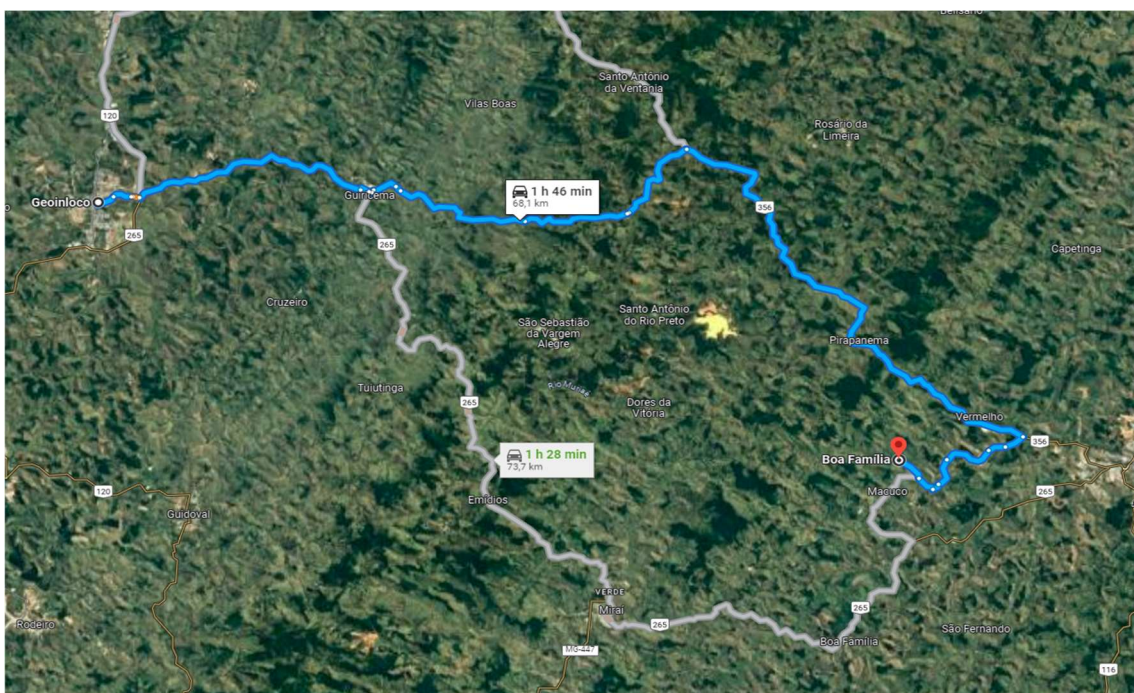 Santo Antônio
da Ventania
Vilas Boas
120
Rosário da
Limeira
Guiricema
1 h 46 min
68,1 km
Geoinloco
356
265
265
Capetinga
Cruzeiro
Santo Antônio
do Rio Preto
São Sebastião
da Vargem
Alegre
Pirapanema
Tuiutinga
Rio Muriaé
Dores da
Vitória
265
Vermelho
356
1 h 28 min
73,7 km
Boa Família
120
Emídios
Macuco
265
Guidoval
VERDE
Miraí
265
265
Rodeiro
São Fernando
Boa Família
MG-447
116